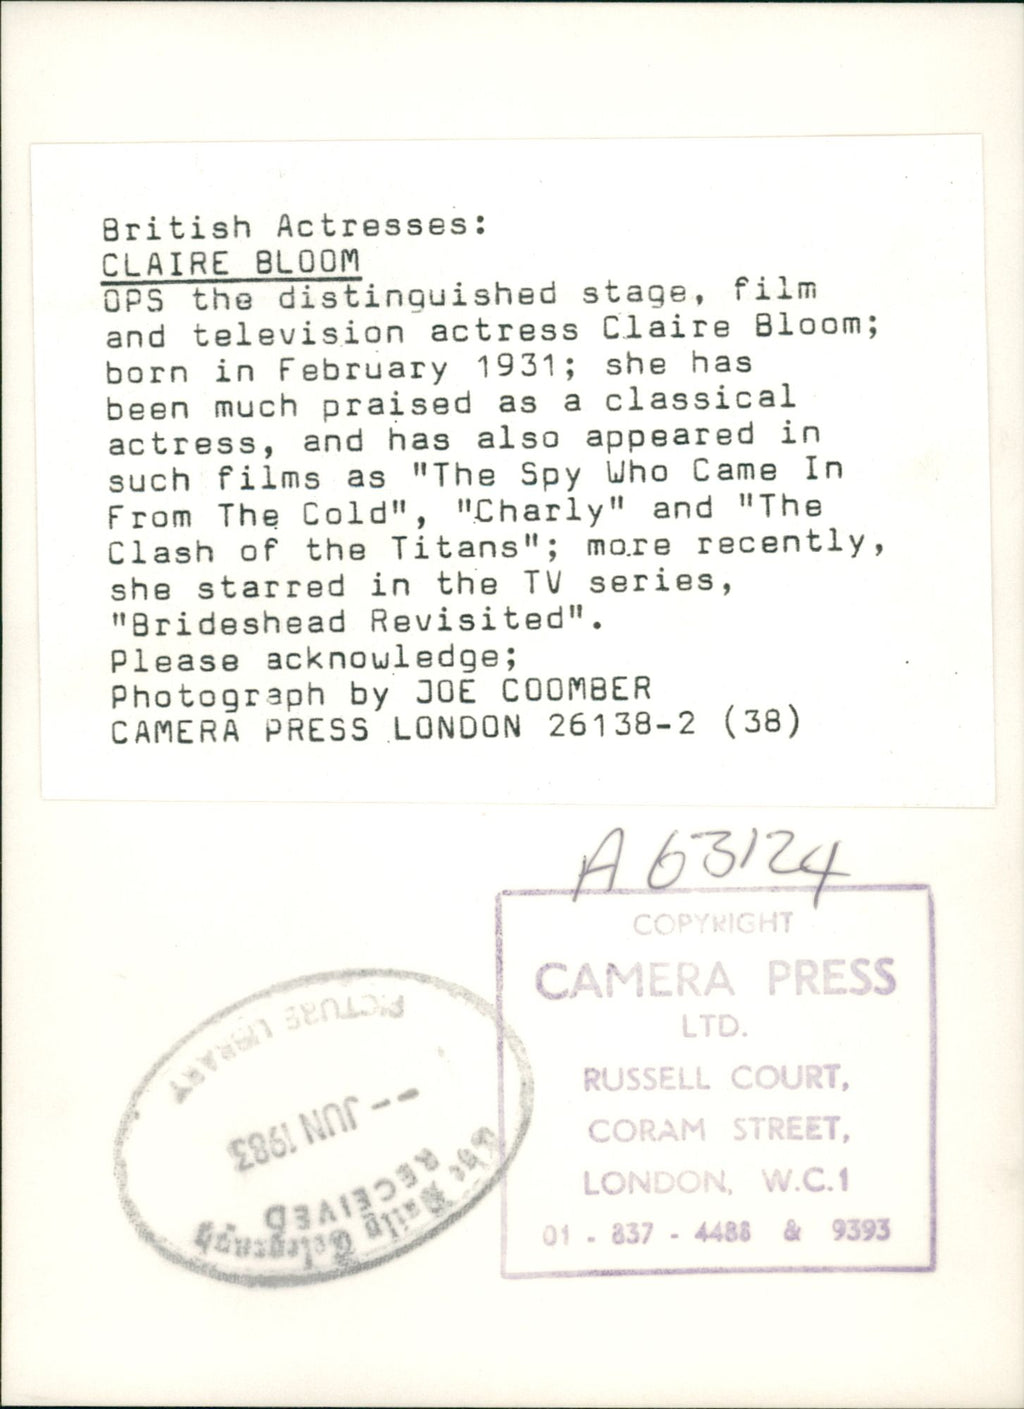 British Actresses:
CLAIRE BLOOM
OPS the distinguished stage, film
and television actress Claire Bloom;
born in February 1931; she has
been much praised as a classical
actress, and has also appeared in
such films as "The Spy Who Came In
From The Cold", "Charly" and "The
Clash of the Titans"; more recently,
she starred in the TV series,
"Brideshead Revisited".
Please acknowledge;
Photograph by JOE COOMBER
CAMERA PRESS LONDON 26138-2 (38)
A63124
COPYRIGHT
CAMERA PRESS
LTD.
RUSSELL COURT,
CORAM STREET,
LONDON, W.C.1
01 - 837 - 4488 & 9393
The Daily Telegraph
RECEIVED
-- JUN 1983
PICTURE LIBRARY